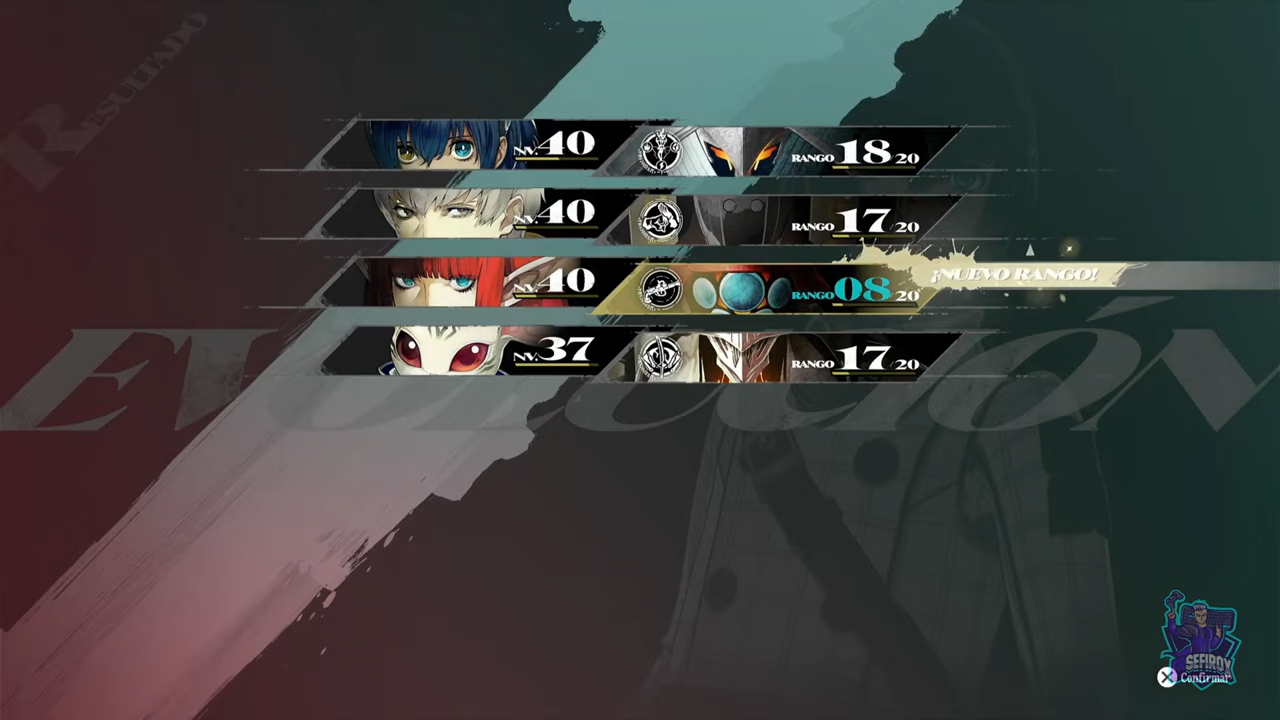 RESULTADO
NV. 40
RANGO 18/20
NV. 40
RANGO 17/20
NV. 40
RANGO 08/20
¡NUEVO RANGO!
NV. 37
RANGO 17/20
EVOLUCIÓN
SEFIROX
Confirmar